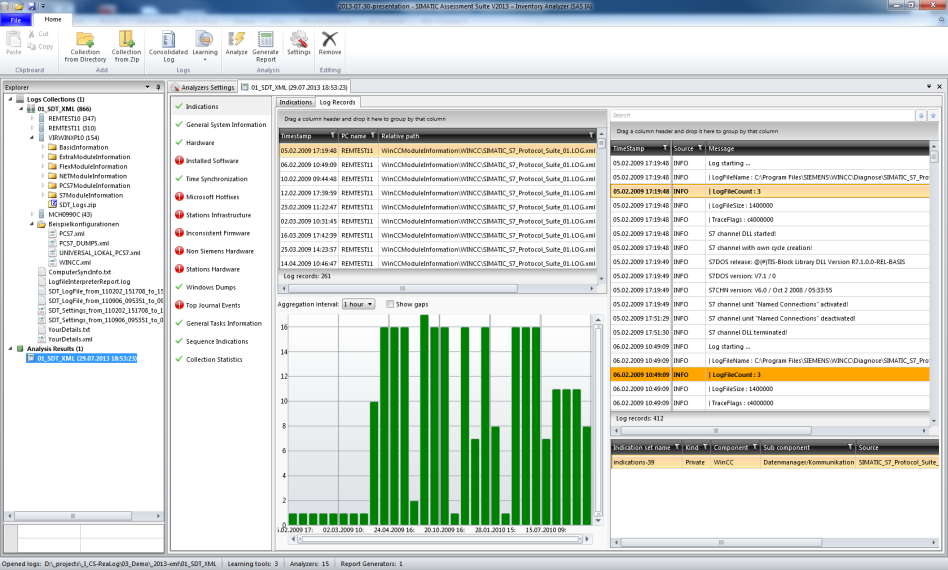 2013-07-30-presentation - SIMATIC Assessment Suite V2013 – Inventory Analyzer (SAS IA)
File
Home
Paste
Cut
Copy
Clipboard
Collection from Directory
Collection from Zip
Add
Consolidated Log
Learning
Logs
Analyze
Generate Report
Analysis
Settings
Remove
Editing
Explorer
Logs Collections (1)
01_SDT_XML (866)
REMTEST10 (347)
REMTEST11 (310)
VIRWINXP10 (154)
BasicInformation
ExtraModuleInformation
FlexModuleInformation
NETModuleInformation
PCS7ModuleInformation
S7ModuleInformation
SDT_Logs.zip
MCH0990C (43)
Beispielkonfigurationen
PCS7.xml
PCS7_DUMPS.xml
UNIVERSAL_LOKAL_PCS7.xml
WINCC.xml
ComputerSyncInfo.txt
LogFileInterpreterReport.log
SDT_LogFile_from_110202_151708_to_15
SDT_LogFile_from_110906_095351_to_09
SDT_Settings_from_110202_151708_to_1
SDT_Settings_from_110906_095351_to_0
YourDetails.txt
YourDetails.xml
Analysis Results (1)
01_SDT_XML (29.07.2013 18:53:23)
Analyzers Settings
01_SDT_XML (29.07.2013 18:53:23)
Indications
General System Information
Hardware
Installed Software
Time Synchronization
Microsoft Hotfixes
Stations Infrastructure
Inconsistent Firmware
Non Siemens Hardware
Stations Hardware
Windows Dumps
Top Journal Events
General Tasks Information
Sequence Indications
Collection Statistics
Indications
Log Records
Drag a column header and drop it here to group by that column
Timestamp PC name Relative path
05.02.2009 17:19:48 REMTEST11 WinCCModuleInformation\WINCC\SIMATIC_S7_Protocol_Suite_01.LOG.xml
06.02.2009 10:49:09 REMTEST11 WinCCModuleInformation\WINCC\SIMATIC_S7_Protocol_Suite_01.LOG.xml
10.02.2009 09:44:48 REMTEST11 WinCCModuleInformation\WINCC\SIMATIC_S7_Protocol_Suite_01.LOG.xml
12.02.2009 17:39:59 REMTEST11 WinCCModuleInformation\WINCC\SIMATIC_S7_Protocol_Suite_01.LOG.xml
25.02.2009 11:22:47 REMTEST11 WinCCModuleInformation\WINCC\SIMATIC_S7_Protocol_Suite_01.LOG.xml
02.03.2009 10:31:45 REMTEST11 WinCCModuleInformation\WINCC\SIMATIC_S7_Protocol_Suite_01.LOG.xml
16.03.2009 17:42:39 REMTEST11 WinCCModuleInformation\WINCC\SIMATIC_S7_Protocol_Suite_01.LOG.xml
25.03.2009 14:23:57 REMTEST11 WinCCModuleInformation\WINCC\SIMATIC_S7_Protocol_Suite_01.LOG.xml
14.04.2009 10:46:47 REMTEST11 WinCCModuleInformation\WINCC\SIMATIC_S7_Protocol_Suite_01.LOG.xml
Log records: 261
Aggregation interval: 1 hour Show gaps
16
14
12
10
8
6
4
2
0
.02.2009 17: 02.03.2009 10: 24.04.2009 16: 20.10.2009 16: 28.01.2010 15: 15.07.2010 09:
Search
Drag a column header and drop it here to group by that column
TimeStamp Source Message
05.02.2009 17:19:48 INFO Log starting ...
05.02.2009 17:19:48 INFO | LogFileName : C:\Program Files\SIEMENS\WINCC\Diagnose\SIMATIC_S7_Pro
05.02.2009 17:19:48 INFO | LogFileCount : 3
05.02.2009 17:19:48 INFO | LogFileSize : 1400000
05.02.2009 17:19:48 INFO | TraceFlags : c4000000
05.02.2009 17:19:48 INFO S7 channel DLL started!
05.02.2009 17:19:48 INFO S7 channel with own cycle creation!
05.02.2009 17:19:48 INFO S7DOS release: @(#)TIS-Block Library DLL Version R7.1.0.0-REL-BASIS
05.02.2009 17:19:48 INFO S7DOS version: V7.1 / 0
05.02.2009 17:19:48 INFO S7CHN version: V6.0 / Oct 2 2008 / 05:33:55
05.02.2009 17:19:48 INFO S7 channel unit "Named Connections" activated!
05.02.2009 17:51:29 INFO S7 channel unit "Named Connections" deactivated!
05.02.2009 17:51:30 INFO S7 channel DLL terminated!
06.02.2009 10:49:09 INFO Log starting ...
06.02.2009 10:49:09 INFO | LogFileName : C:\Program Files\SIEMENS\WINCC\Diagnose\SIMATIC_S7_Pro
06.02.2009 10:49:09 INFO | LogFileCount : 3
06.02.2009 10:49:09 INFO | LogFileSize : 1400000
06.02.2009 10:49:09 INFO | TraceFlags : c4000000
Log records: 412
Indication set name Kind Component Sub component Source
indications-39 Private WinCC Datenmanager/Kommunikation SIMATIC_S7_Protocol_Suite_
Opened logs: D:\_projects\_J_CS-ReaLog\03_Demo\_2013-xml\01_SDT_XML Learning tools: 3 Analyzers: 15 Report Generators: 1